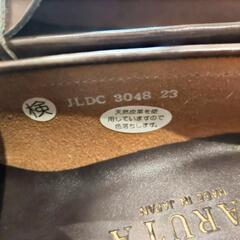 検
JLDC 3048 23
天然皮革を使
用していますので
色落ちします。
ARUTA
MADE IN JAPAN